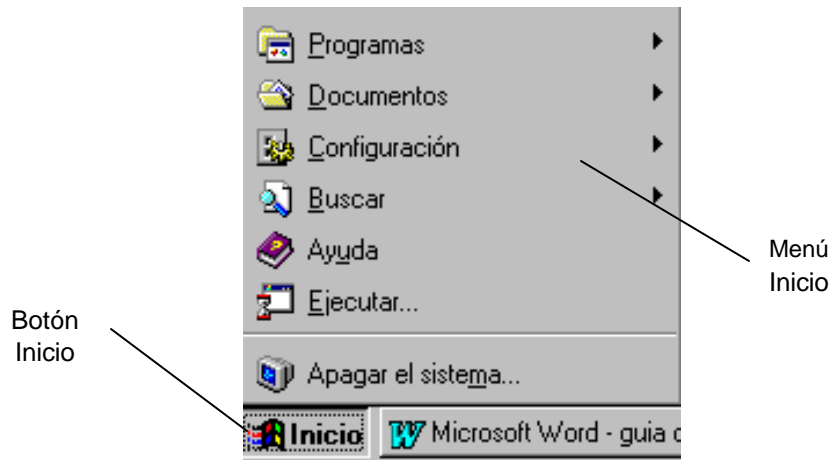 Programas
Documentos
Configuración
Buscar
Ayuda
Ejecutar...
Menú
Inicio
Botón
Inicio
Apagar el sistema...
Inicio
Microsoft Word - guia